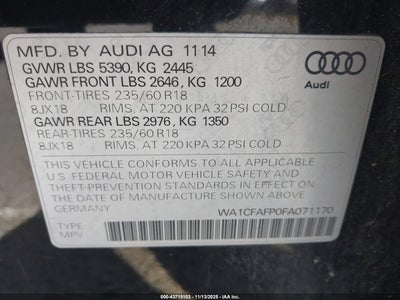 MFD. BY AUDI AG 11 14
GVWR LBS 5390, KG 2445
GAWR FRONT LBS 2646, KG 1200
FRONT-TIRES 235/60 R18
8JX18 RIMS, AT 220 KPA 32 PSI COLD
GAWR REAR LBS 2976, KG 1350
REAR-TIRES 235/60 R18
8JX18 RIMS, AT 220 KPA 32 PSI COLD
Audi
THIS VEHICLE CONFORMS TO ALL APPLICABLE
U.S. FEDERAL MOTOR VEHICLE SAFETY AND
THEFT-PREVENTION STANDARDS IN EFFECT ON
THE DATE OF MANUFACTURE SHOWN ABOVE
GERMANY
WA1CFAFP0FA071170
TYPE
MPV
000-43715103 - 11/13/2025 - US - IAA